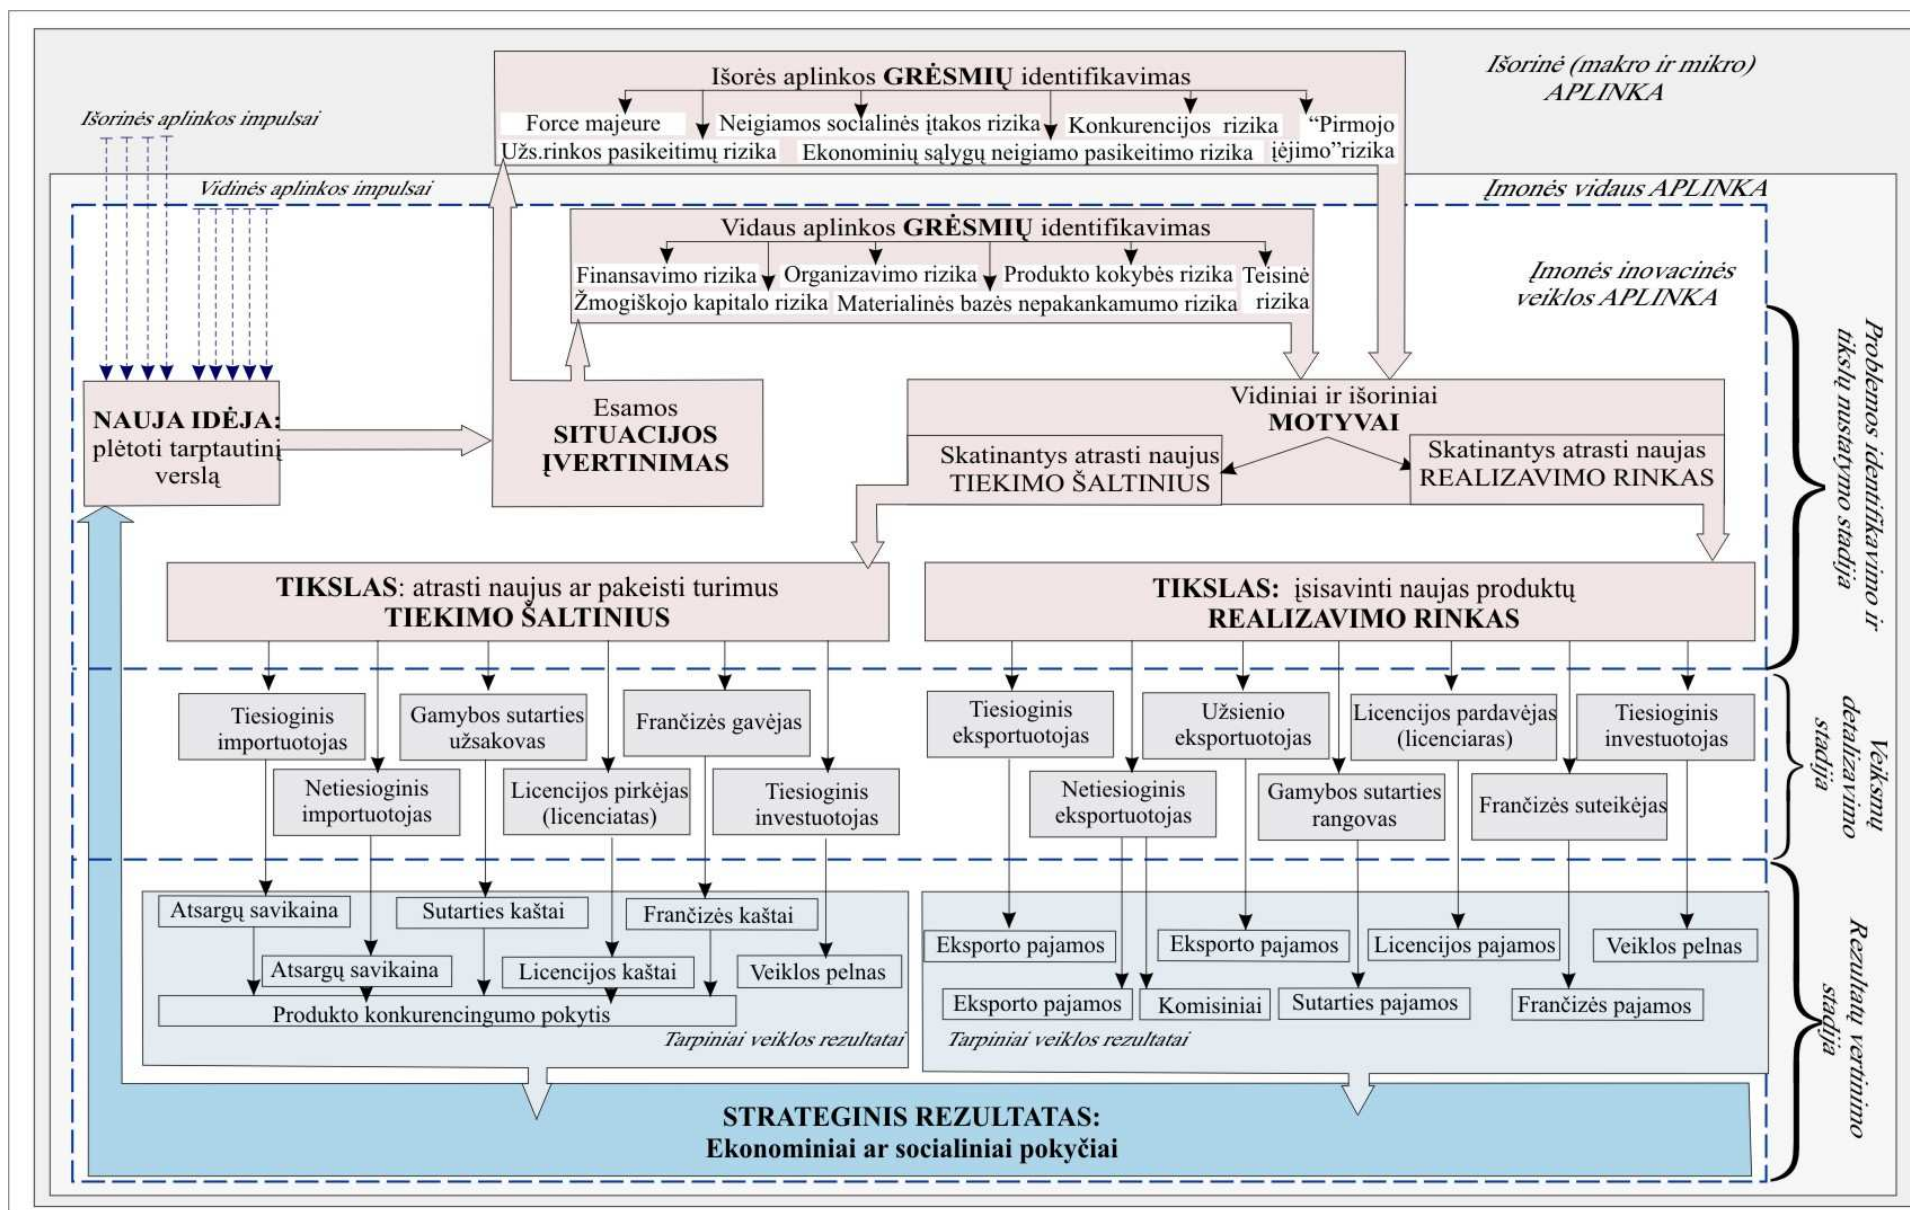 Išorinė (makro ir mikro)
APLINKA
Išorės aplinkos GRĖSMIŲ identifikavimas
Force majeure
Neigiamos socialinės įtakos rizika
Konkurencijos rizika
“Pirmojo
įėjimo”rizika
Užs.rinkos pasikeitimų rizika
Ekonominių sąlygų neigiamo pasikeitimo rizika
Išorinės aplinkos impulsai
Vidinės aplinkos impulsai
Įmonės vidaus APLINKA
Vidaus aplinkos GRĖSMIŲ identifikavimas
Finansavimo rizika
Organizavimo rizika
Produkto kokybės rizika
Teisinė
rizika
Žmogiškojo kapitalo rizika
Materialinės bazės nepakankamumo rizika
Įmonės inovacinės
veiklos APLINKA
NAUJA IDĖJA:
plėtoti tarptautinį
verslą
Esamos
SITUACIJOS
ĮVERTINIMAS
Vidiniai ir išoriniai
MOTYVAI
Skatinantys atrasti naujus
TIEKIMO ŠALTINIUS
Skatinantys atrasti naujas
REALIZAVIMO RINKAS
Problemos identifikavimo ir
tikslų nustatymo stadija
TIKSLAS: atrasti naujus ar pakeisti turimus
TIEKIMO ŠALTINIUS
TIKSLAS: įsisavinti naujas produktų
REALIZAVIMO RINKAS
Tiesioginis
importuotojas
Gamybos sutarties
užsakovas
Frančizės gavėjas
Netiesioginis
importuotojas
Licencijos pirkėjas
(licenciatas)
Tiesioginis
investuotojas
Tiesioginis
eksportuotojas
Užsienio
eksportuotojas
Licencijos pardavėjas
(licenciaras)
Tiesioginis
investuotojas
Netiesioginis
eksportuotojas
Gamybos sutarties
rangovas
Frančizės suteikėjas
Veiksmų
detalizavimo
stadija
Atsargų savikaina
Sutarties kaštai
Frančizės kaštai
Atsargų savikaina
Licencijos kaštai
Veiklos pelnas
Produkto konkurencingumo pokytis
Tarpiniai veiklos rezultatai
Eksporto pajamos
Eksporto pajamos
Licencijos pajamos
Veiklos pelnas
Eksporto pajamos
Komisiniai
Sutarties pajamos
Frančizės pajamos
Tarpiniai veiklos rezultatai
Rezultatų vertinimo
stadija
STRATEGINIS REZULTATAS:
Ekonominiai ar socialiniai pokyčiai